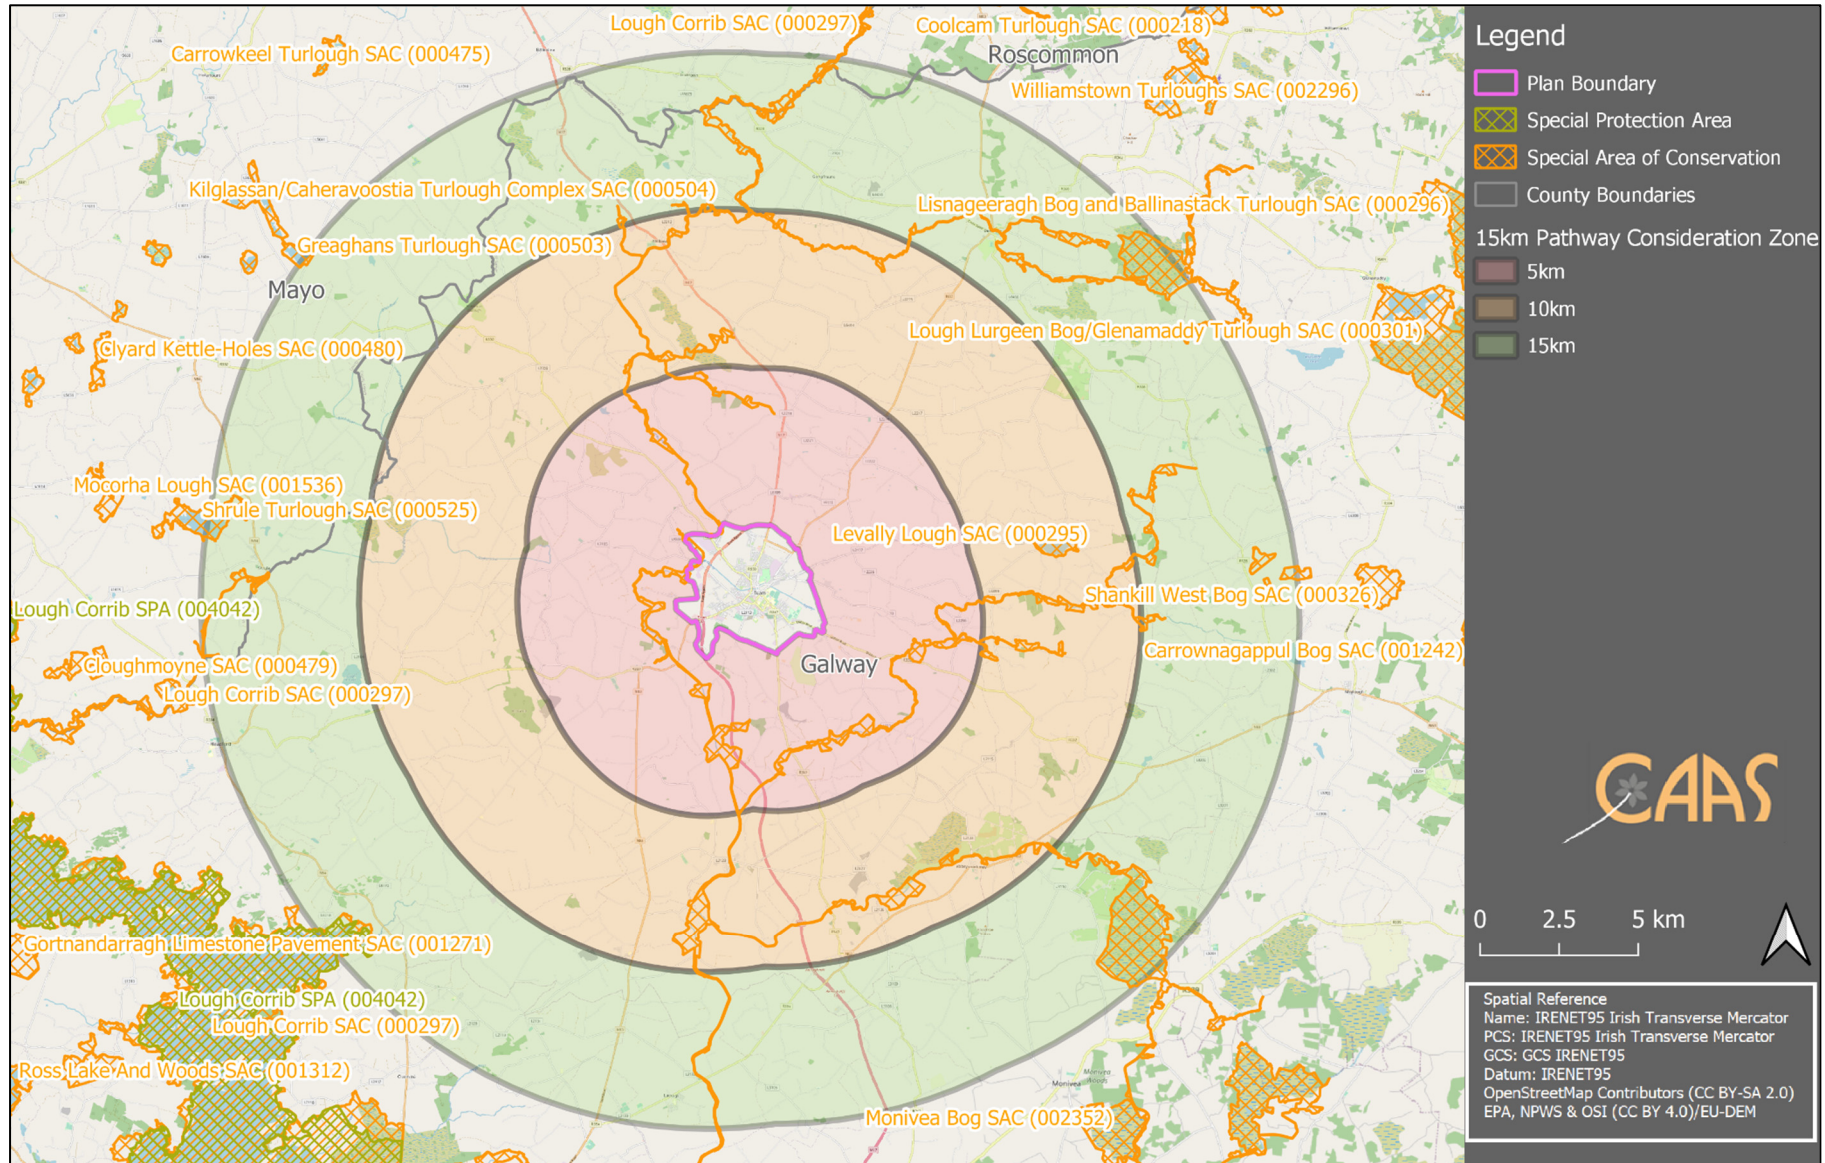 Lough Corrib SAC (000297)
Coolcam Turlough SAC (000218)
Carrowkeel Turlough SAC (000475)
Roscommon
Williamstown Turloughs SAC (002296)
Kilglassan/Caheravoostia Turlough Complex SAC (000504)
Lisnageeragh Bog and Ballinastack Turlough SAC (000296)
Greaghans Turlough SAC (000503)
Mayo
Lough Lurgeen Bog/Glenamaddy Turlough SAC (000301)
Clyard Kettle-Holes SAC (000480)
Mocorha Lough SAC (001536)
Shrule Turlough SAC (000525)
Levally Lough SAC (000295)
Shankill West Bog SAC (000326)
Lough Corrib SPA (004042)
Carrownagappul Bog SAC (001242)
Cloughmoyne SAC (000479)
Galway
Lough Corrib SAC (000297)
Gortnandarragh Limestone Pavement SAC (001271)
Lough Corrib SPA (004042)
Lough Corrib SAC (000297)
Ross Lake And Woods SAC (001312)
Monivea
Monivea
Woods
Monivea Bog SAC (002352)
Legend
Plan Boundary
Special Protection Area
Special Area of Conservation
County Boundaries
15km Pathway Consideration Zone
5km
10km
15km
CAAS
0 2.5 5 km
Spatial Reference
Name: IRENET95 Irish Transverse Mercator
PCS: IRENET95 Irish Transverse Mercator
GCS: GCS IRENET95
Datum: IRENET95
OpenStreetMap Contributors (CC BY-SA 2.0)
EPA, NPWS & OSI (CC BY 4.0)/EU-DEM